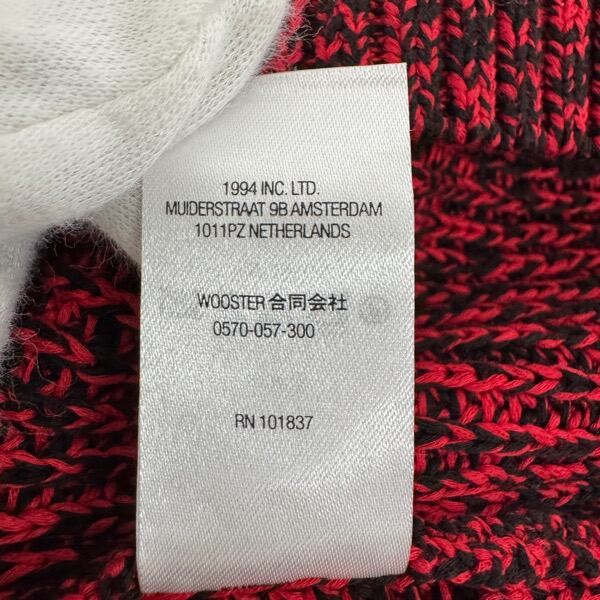 1994 INC. LTD.
MUIDERSTRAAT 9B AMSTERDAM
1011PZ NETHERLANDS
WOOSTER合同会社
0570-057-300
RN 101837